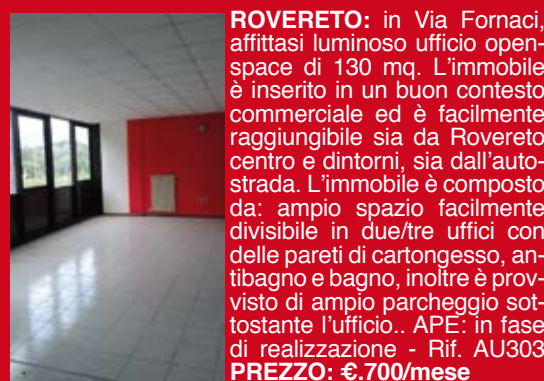 ROVERETO: in Via Fornaci,
affittasi luminoso ufficio open-
space di 130 mq. L'immobile
è inserito in un buon contesto
commerciale ed è facilmente
raggiungibile sia da Rovereto
centro e dintorni, sia dall'auto-
strada. L'immobile è composto
da: ampio spazio facilmente
divisibile in due/tre uffici con
delle pareti di cartongesso, an-
tibagno e bagno, inoltre è prov-
visto di ampio parcheggio sot-
tostante l'ufficio.. APE: in fase
di realizzazione - Rif. AU303
PREZZO: €.700/mese